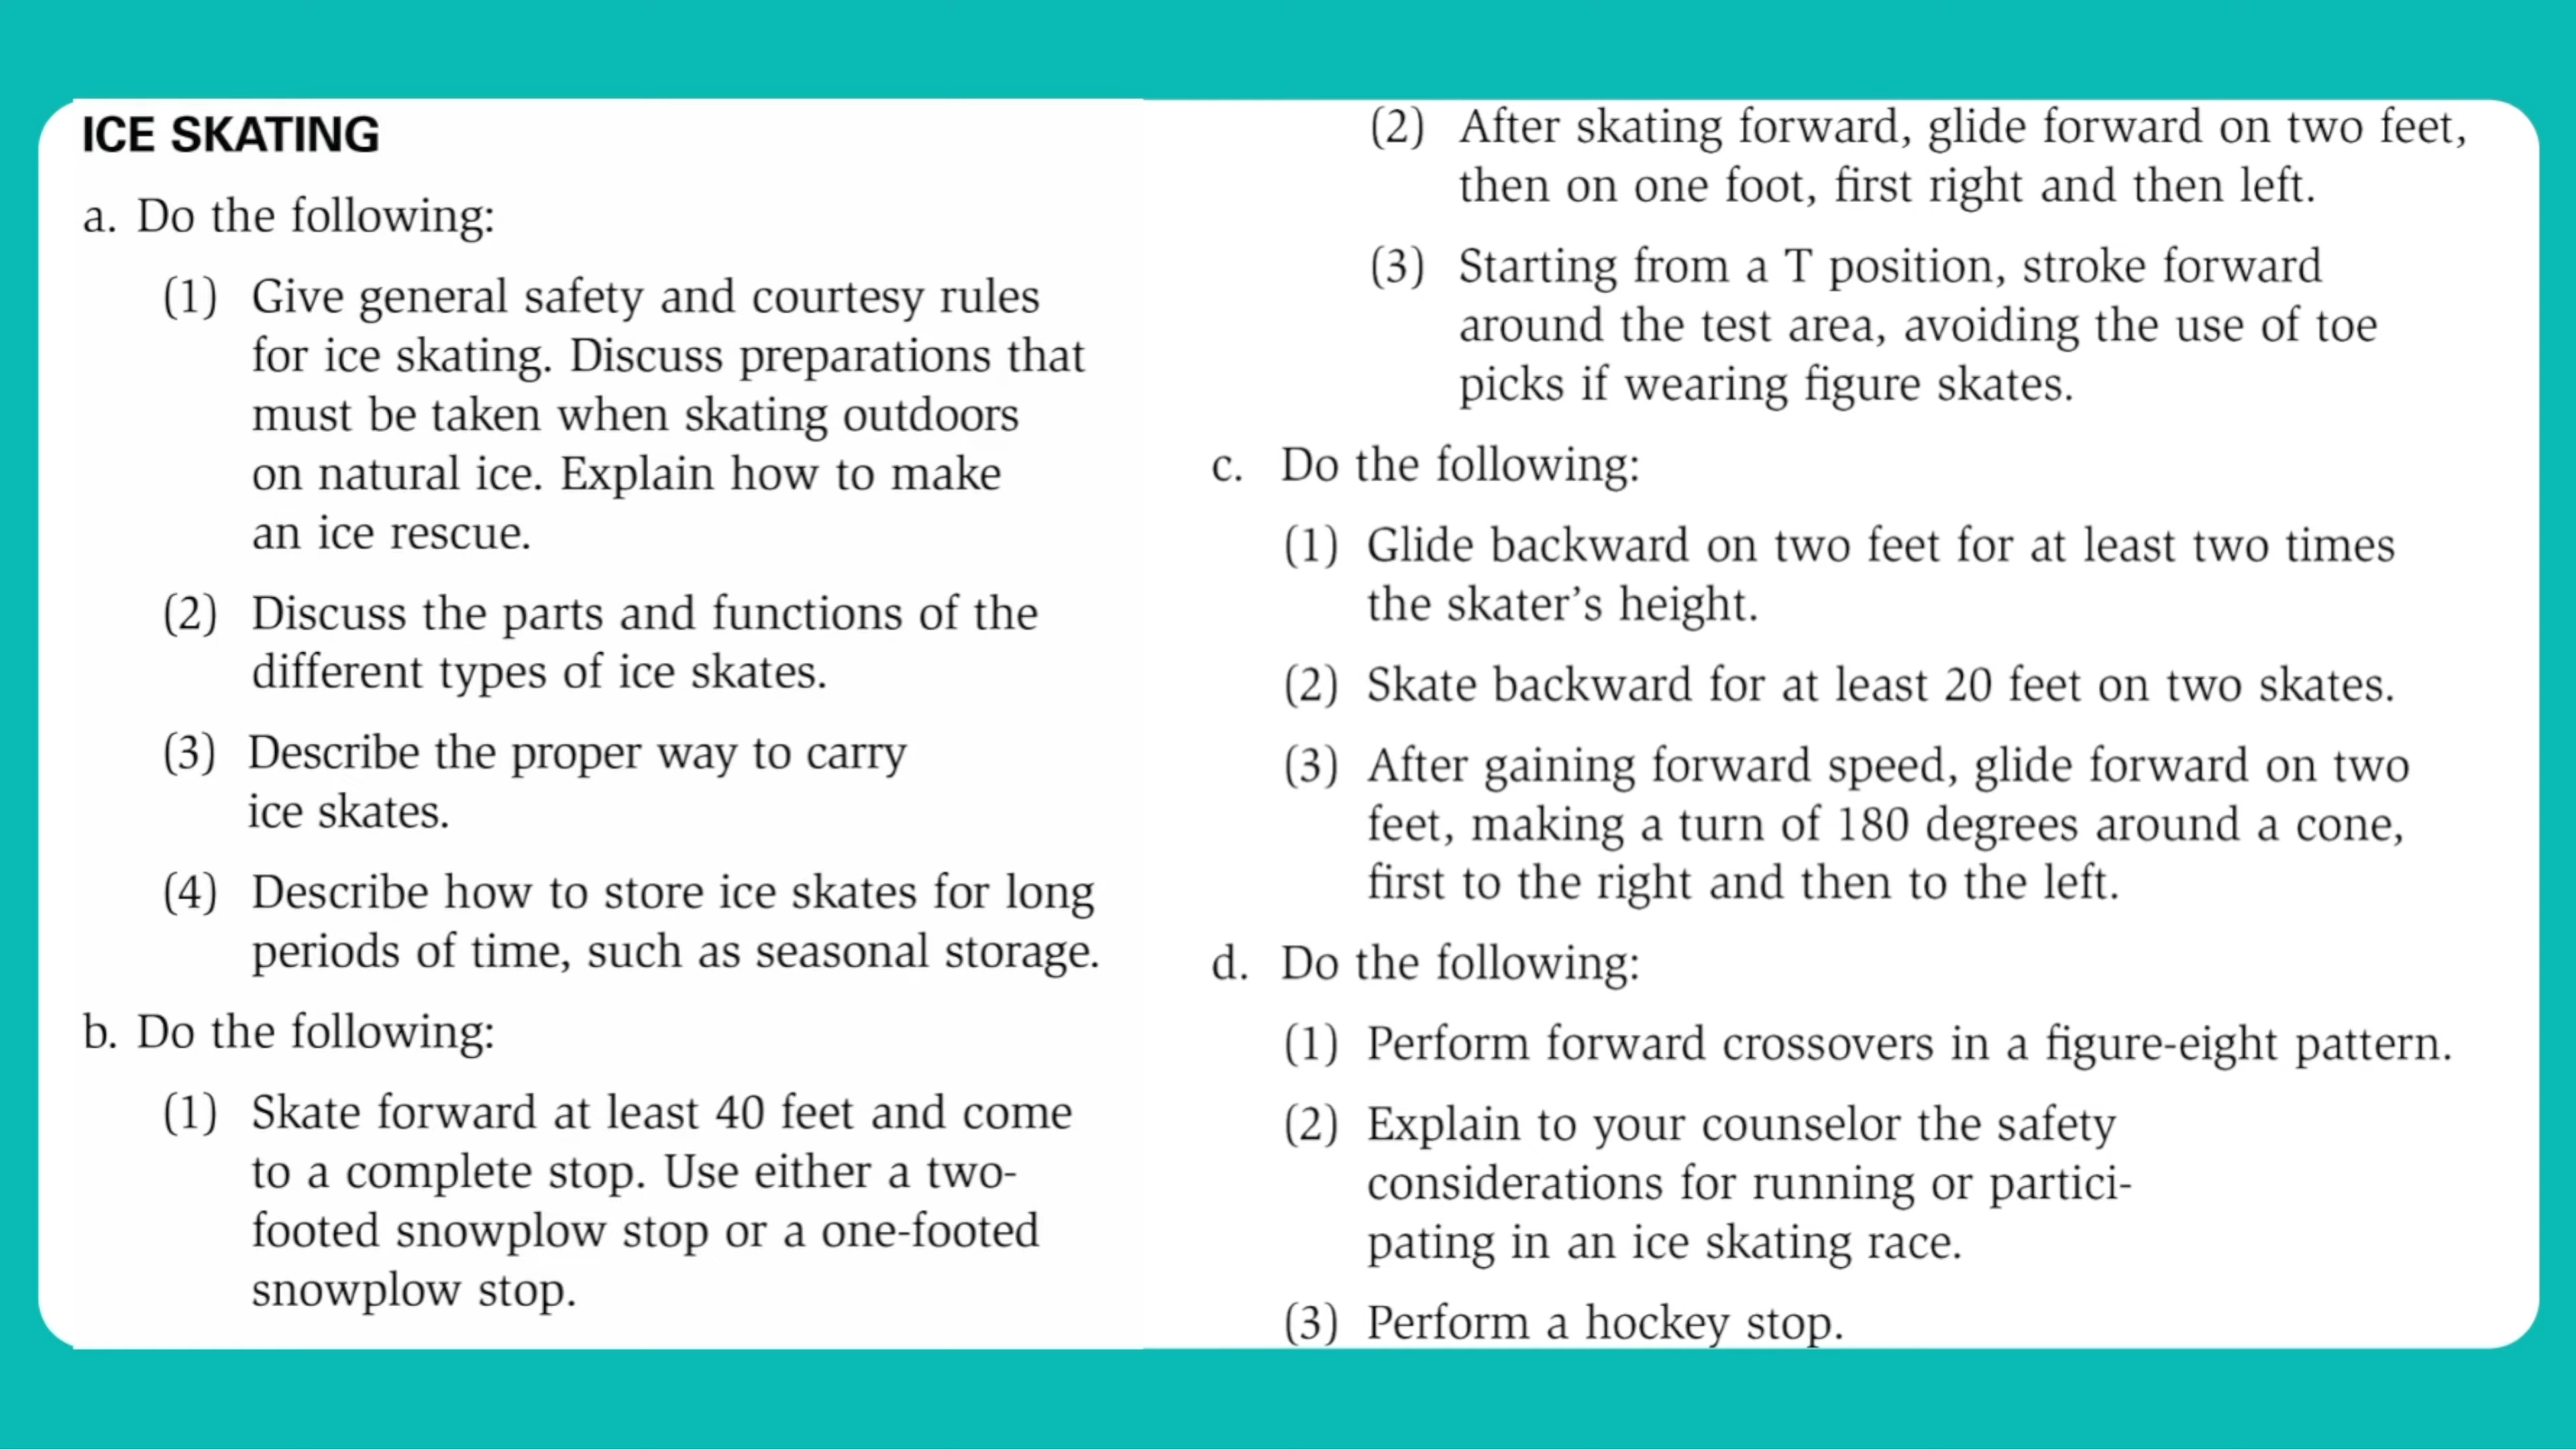 ICE SKATING
a. Do the following:
(1) Give general safety and courtesy rules
for ice skating. Discuss preparations that
must be taken when skating outdoors
on natural ice. Explain how to make
an ice rescue.
(2) Discuss the parts and functions of the
different types of ice skates.
(3) Describe the proper way to carry
ice skates.
(4) Describe how to store ice skates for long
periods of time, such as seasonal storage.
b. Do the following:
(1) Skate forward at least 40 feet and come
to a complete stop. Use either a two-
footed snowplow stop or a one-footed
snowplow stop.
(2) After skating forward, glide forward on two feet,
then on one foot, first right and then left.
(3) Starting from a T position, stroke forward
around the test area, avoiding the use of toe
picks if wearing figure skates.
c. Do the following:
(1) Glide backward on two feet for at least two times
the skater’s height.
(2) Skate backward for at least 20 feet on two skates.
(3) After gaining forward speed, glide forward on two
feet, making a turn of 180 degrees around a cone,
first to the right and then to the left.
d. Do the following:
(1) Perform forward crossovers in a figure-eight pattern.
(2) Explain to your counselor the safety
considerations for running or partici-
pating in an ice skating race.
(3) Perform a hockey stop.